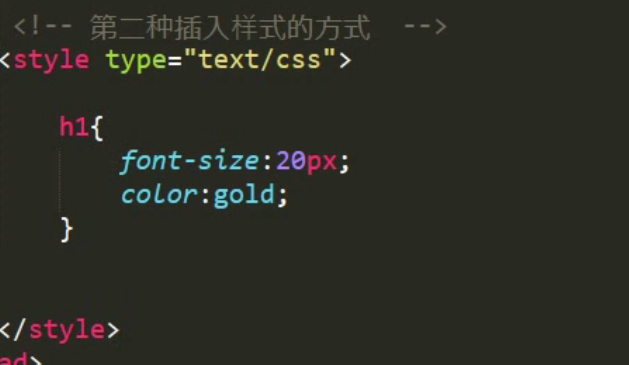 <!-- 第二种插入样式的方式 -->
<style type="text/css">
h1{
font-size:20px;
color:gold;
}
</style>
ad>